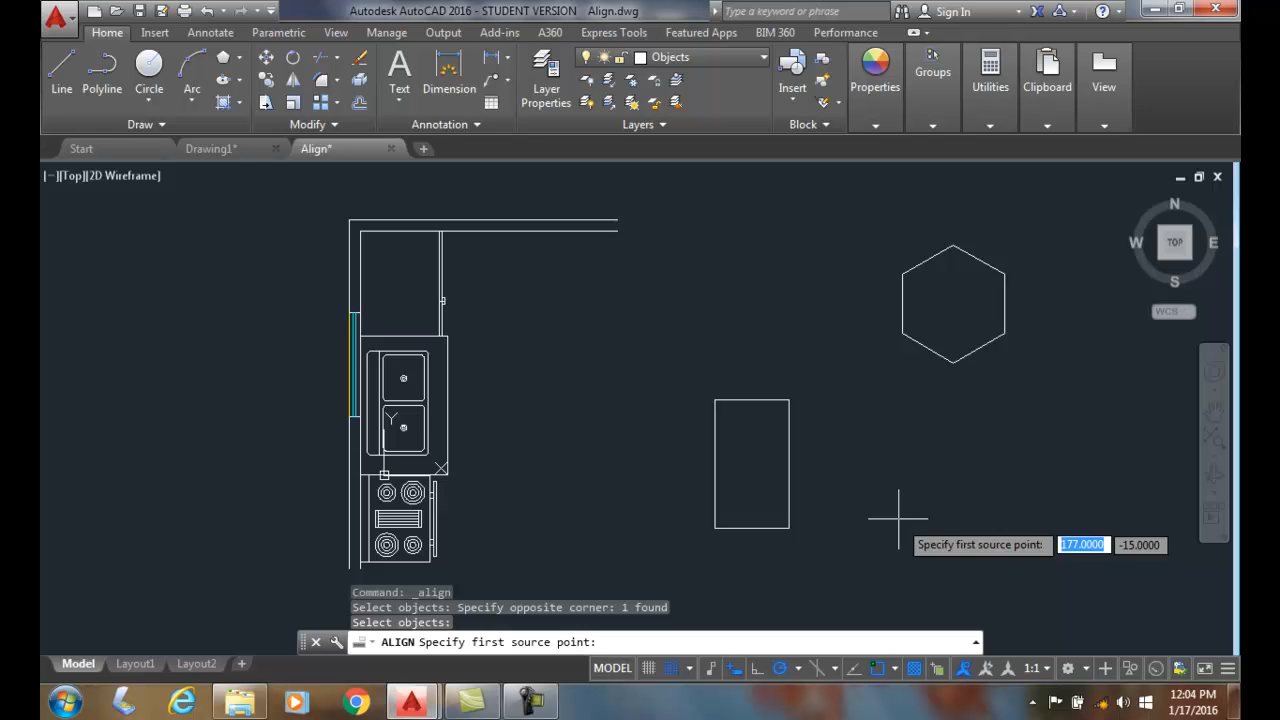 Autodesk AutoCAD 2016 - STUDENT VERSION Align.dwg
Type a keyword or phrase
Sign In
Home Insert Annotate Parametric View Manage Output Add-ins A360 Express Tools Featured Apps BIM 360 Performance
Objects
Line Polyline Circle Arc
Text Dimension
Layer
Properties
Insert
Properties
Groups
Utilities
Clipboard
View
Draw Modify Annotation Layers Block
Start Drawing1* Align*
[−][Top][2D Wireframe]
N
W TOP E
S
WCS
Y
X
Specify first source point: 177.0000 -15.0000
Command: _align
Select objects: Specify opposite corner: 1 found
Select objects:
ALIGN Specify first source point:
Model Layout1 Layout2
MODEL 1:1
12:04 PM
1/17/2016